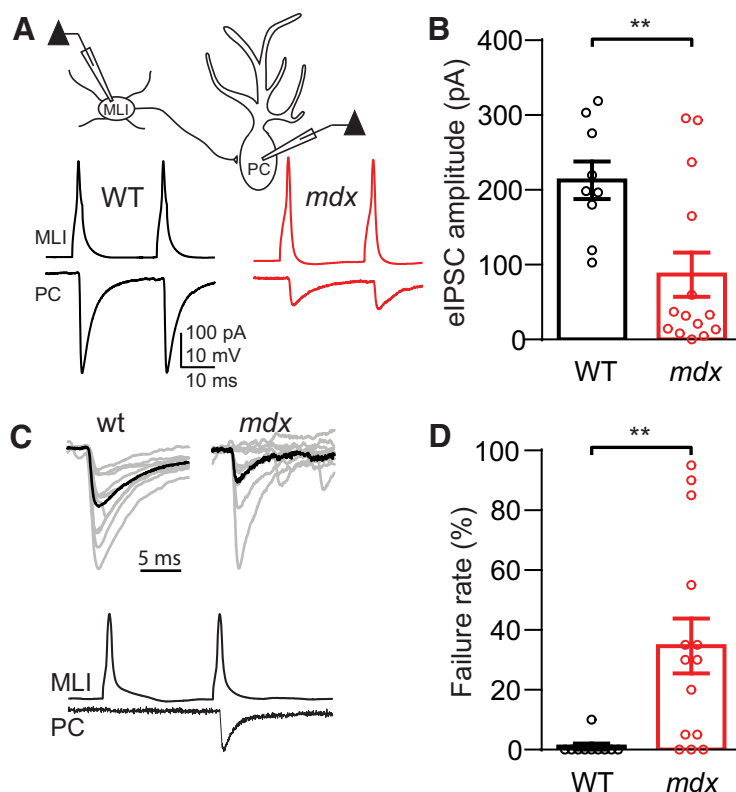 A
MLI
PC
WT
mdx
MLI
PC
100 pA
10 mV
10 ms
B
**
eIPSC amplitude (pA)
400
300
200
100
0
WT
mdx
C
wt
mdx
5 ms
MLI
PC
D
**
Failure rate (%)
100
80
60
40
20
0
WT
mdx